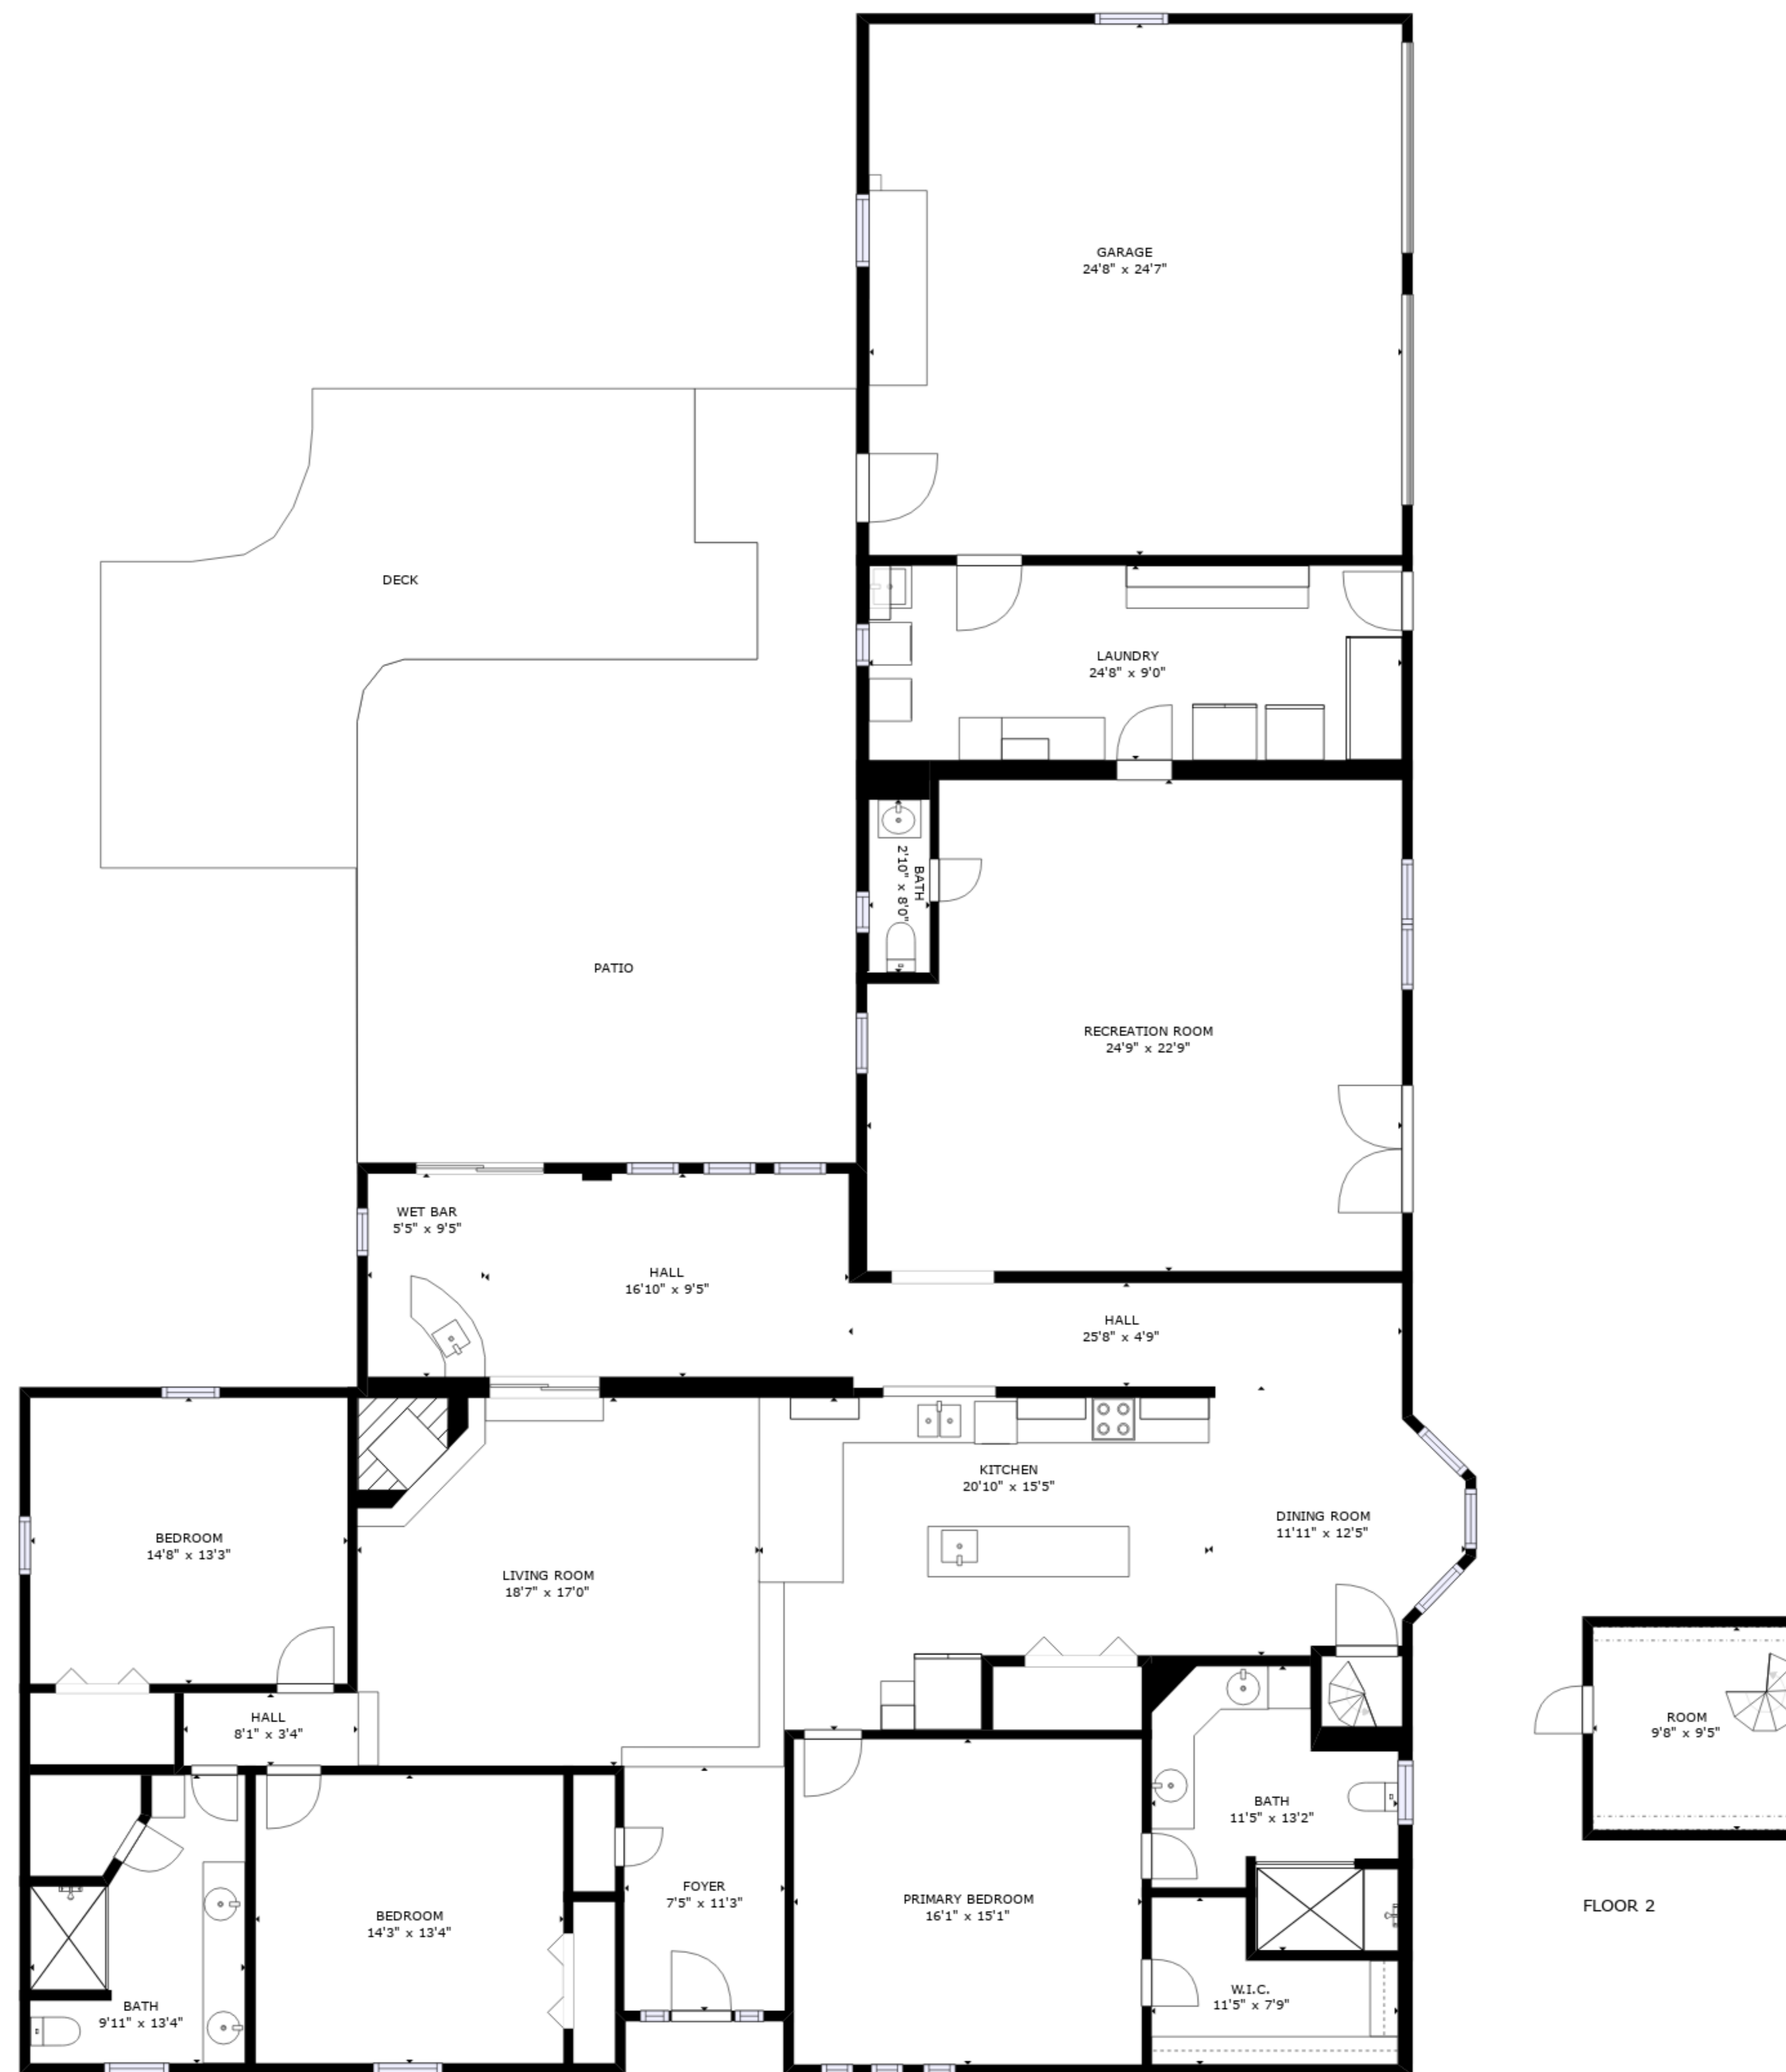 GARAGE
24'8" x 24'7"
DECK
LAUNDRY
24'8" x 9'0"
BATH
2'10" x 8'0"
PATIO
RECREATION ROOM
24'9" x 22'9"
WET BAR
5'5" x 9'5"
HALL
16'10" x 9'5"
HALL
25'8" x 4'9"
KITCHEN
20'10" x 15'5"
DINING ROOM
11'11" x 12'5"
BEDROOM
14'8" x 13'3"
LIVING ROOM
18'7" x 17'0"
HALL
8'1" x 3'4"
ROOM
9'8" x 9'5"
BATH
11'5" x 13'2"
FOYER
7'5" x 11'3"
PRIMARY BEDROOM
16'1" x 15'1"
FLOOR 2
BEDROOM
14'3" x 13'4"
W.I.C.
11'5" x 7'9"
BATH
9'11" x 13'4"